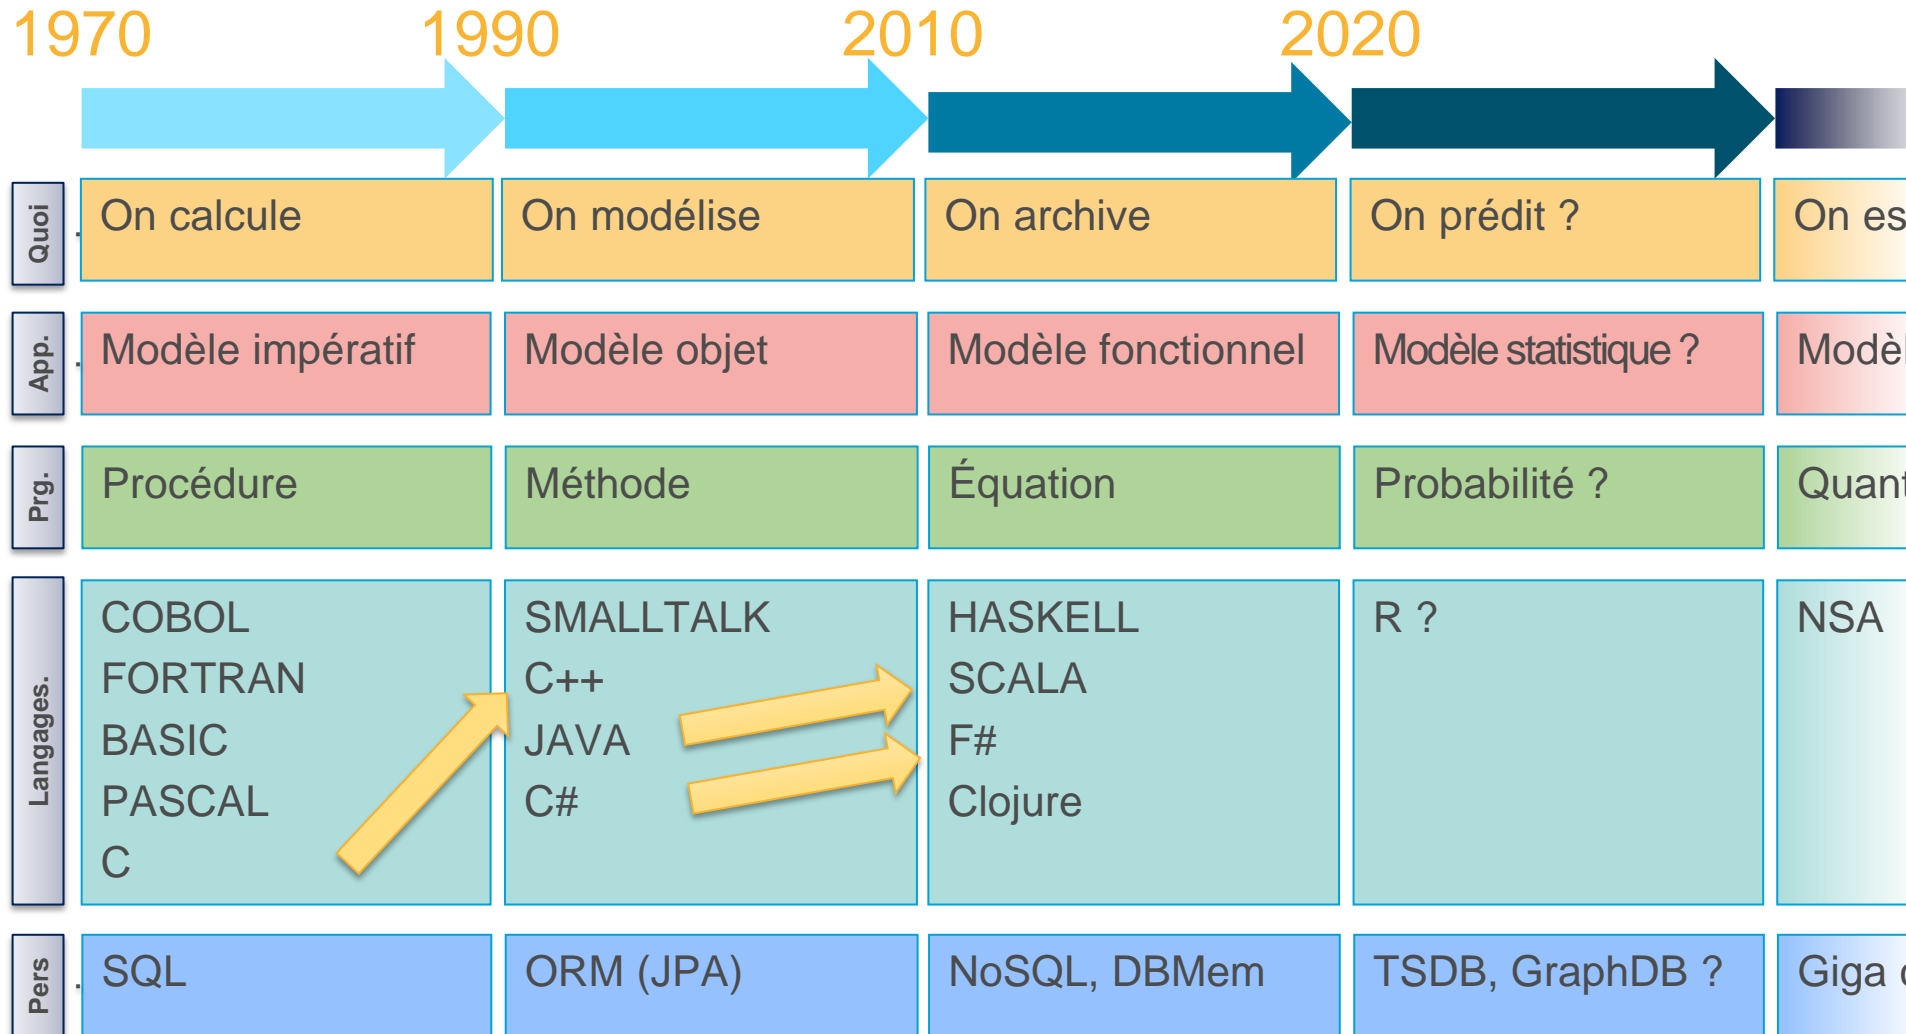 1970 1990 2010 2020
Quoi
On calcule
On modélise
On archive
On prédit ?
On
App.
Modèle impératif
Modèle objet
Modèle fonctionnel
Modèle statistique ?
Prg.
Procédure
Méthode
Équation
Probabilité ?
Langages.
COBOL
FORTRAN
BASIC
PASCAL
C
SMALLTALK
C++
JAVA
C#
HASKELL
SCALA
F#
Clojure
R ?
NSA
Pers
SQL
ORM (JPA)
NoSQL, DBMem
TSDB, GraphDB ?
Giga